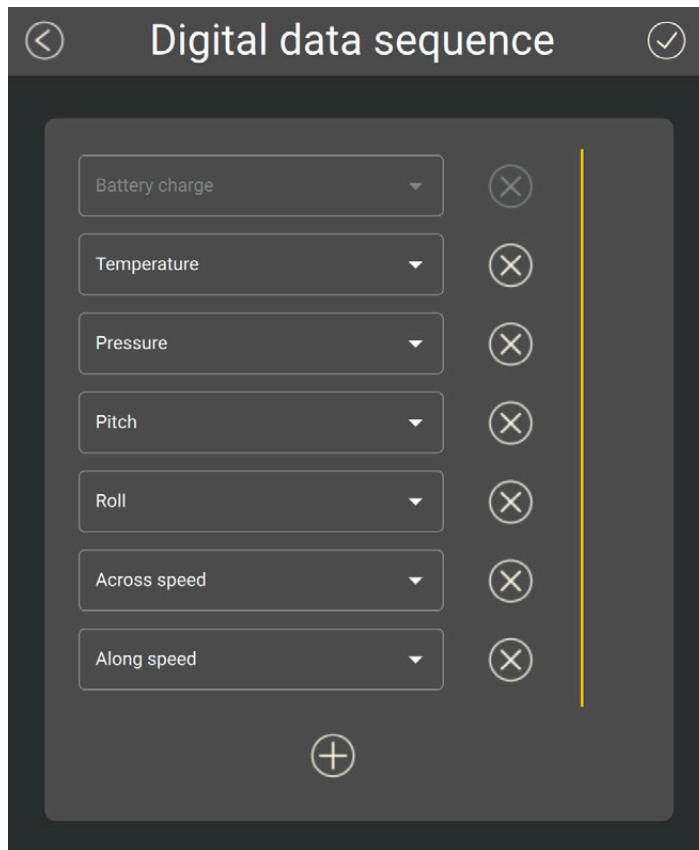 Digital data sequence
Battery charge
Temperature
Pressure
Pitch
Roll
Across speed
Along speed